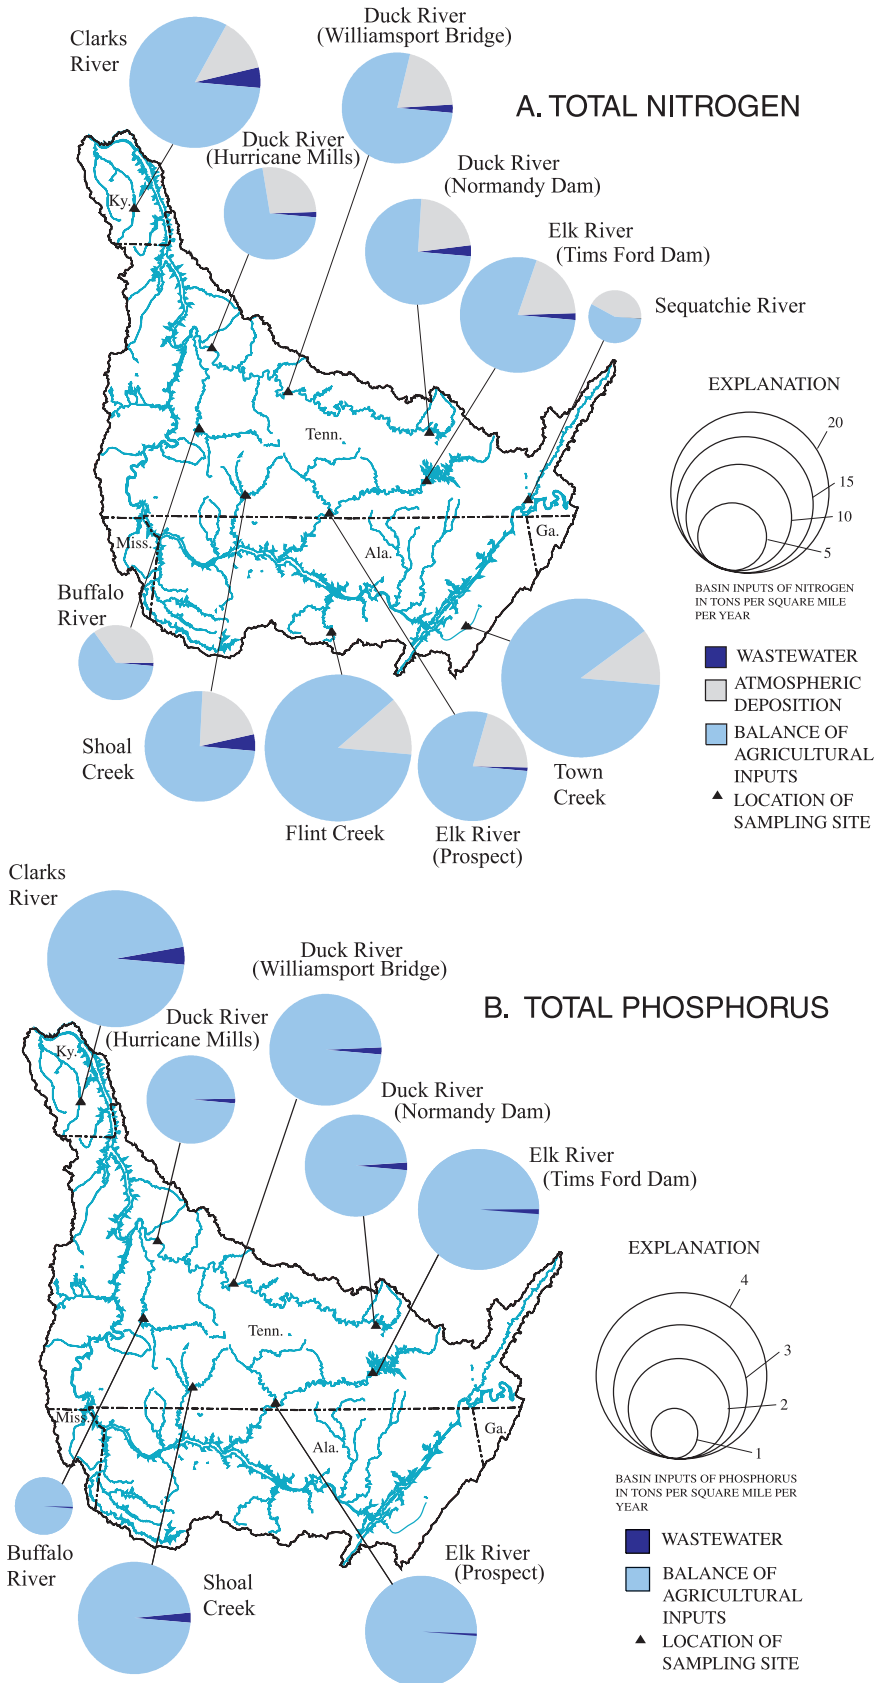 Clarks
River
Duck River
(Williamsport Bridge)
A. TOTAL NITROGEN
Duck River
(Hurricane Mills)
Duck River
(Normandy Dam)
Elk River
(Tims Ford Dam)
Sequatchie River
Ky.
Tenn.
Miss.
Ala.
Ga.
EXPLANATION
20
15
10
5
BASIN INPUTS OF NITROGEN
IN TONS PER SQUARE MILE
PER YEAR
WASTEWATER
ATMOSPHERIC
DEPOSITION
BALANCE OF
AGRICULTURAL
INPUTS
LOCATION OF
SAMPLING SITE
Buffalo
River
Shoal
Creek
Flint Creek
Elk River
(Prospect)
Town
Creek
Clarks
River
Duck River
(Williamsport Bridge)
B. TOTAL PHOSPHORUS
Duck River
(Hurricane Mills)
Duck River
(Normandy Dam)
Elk River
(Tims Ford Dam)
Ky.
Tenn.
Miss.
Ala.
Ga.
EXPLANATION
4
3
2
1
BASIN INPUTS OF PHOSPHORUS
IN TONS PER SQUARE MILE PER
YEAR
WASTEWATER
BALANCE OF
AGRICULTURAL
INPUTS
LOCATION OF
SAMPLING SITE
Buffalo
River
Shoal
Creek
Elk River
(Prospect)